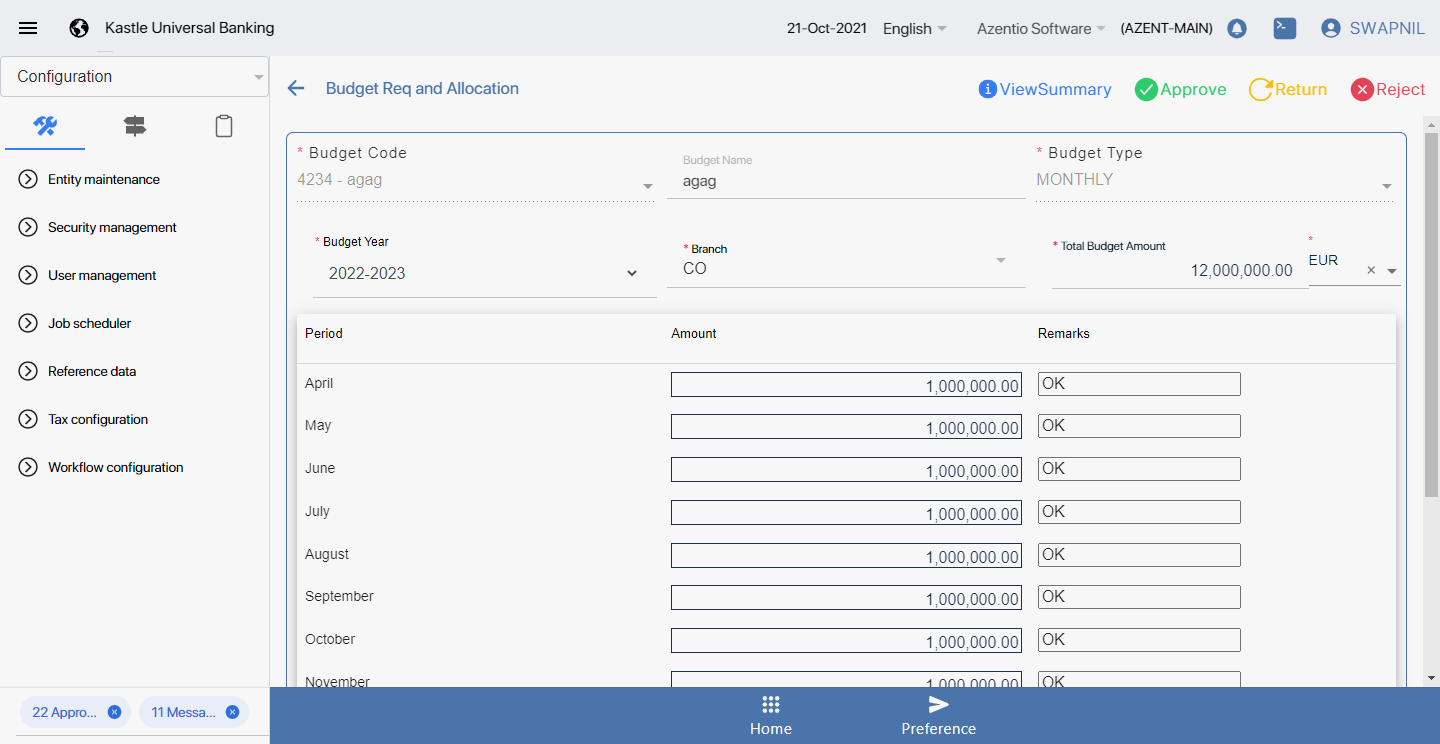 Kastle Universal Banking
21-Oct-2021 English Azentio Software (AZENT-MAIN) SWAPNIL
Configuration
Entity maintenance
Security management
User management
Job scheduler
Reference data
Tax configuration
Workflow configuration
22 Appro...
11 Messa...
Budget Req and Allocation
ViewSummary Approve Return Reject
* Budget Code
4234 - agag
Budget Name
agag
* Budget Type
MONTHLY
* Budget Year
2022-2023
* Branch
CO
* Total Budget Amount
12,000,000.00
*
EUR ×
Period Amount Remarks
April 1,000,000.00 OK
May 1,000,000.00 OK
June 1,000,000.00 OK
July 1,000,000.00 OK
August 1,000,000.00 OK
September 1,000,000.00 OK
October 1,000,000.00 OK
November 1,000,000.00 OK
Home Preference